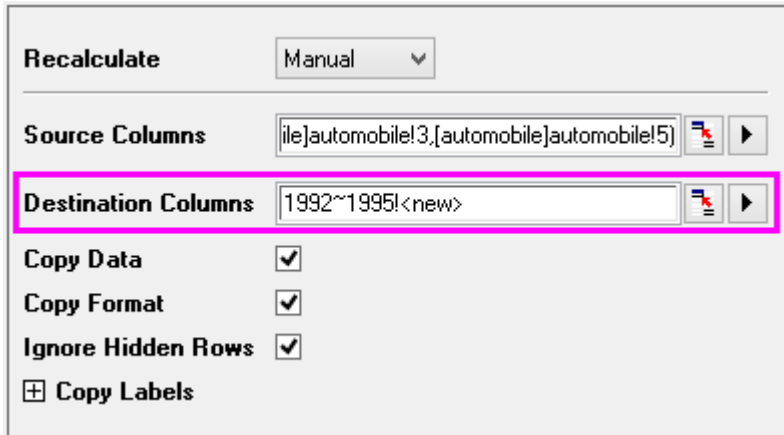 Recalculate Manual
Source Columns ile]automobile!3,[automobile]automobile!5)
Destination Columns 1992~1995!<new>
Copy Data
Copy Format
Ignore Hidden Rows
Copy Labels